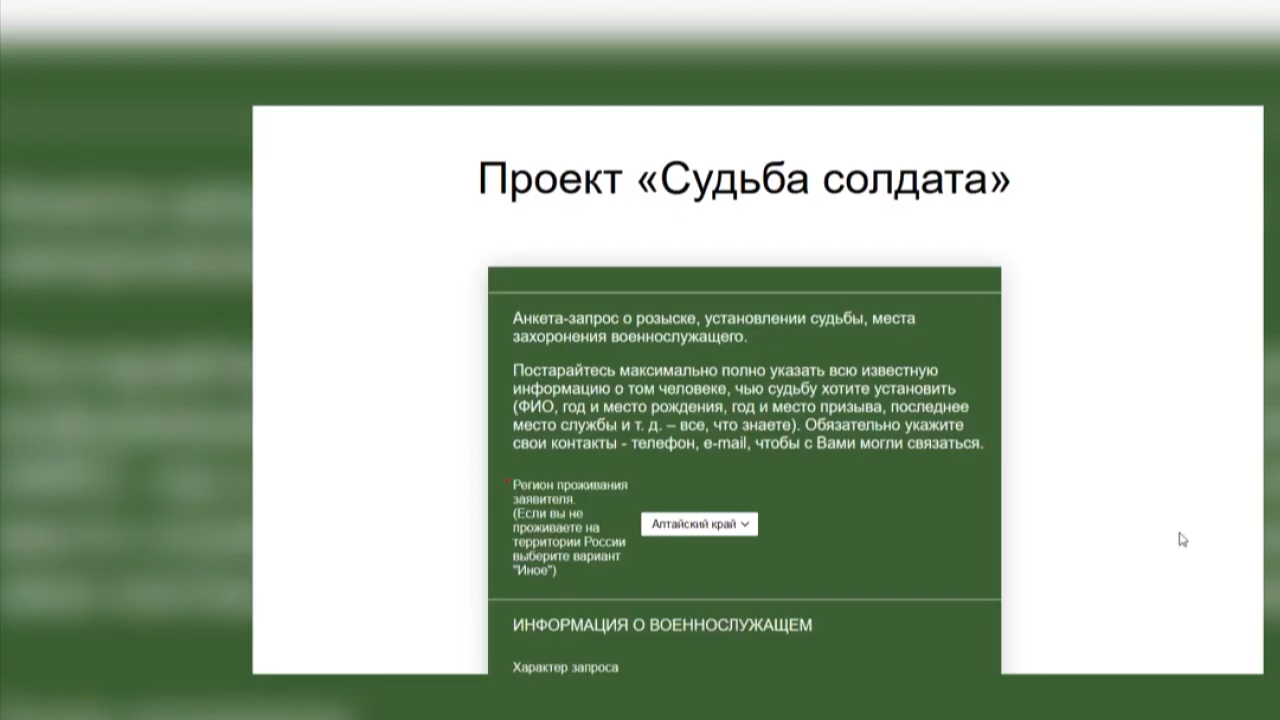 Проект «Судьба солдата»
Анкета-запрос о розыске, установлении судьбы, места
захоронения военнослужащего.
Постарайтесь максимально полно указать всю известную
информацию о том человеке, чью судьбу хотите установить
(ФИО, год и место рождения, год и место призыва, последнее
место службы и т. д. – все, что знаете). Обязательно укажите
свои контакты - телефон, e-mail, чтобы с Вами могли связаться.
* Регион проживания
заявителя.
(Если вы не
проживаете на
территории России
выберите вариант
"Иное")
Алтайский край
ИНФОРМАЦИЯ О ВОЕННОСЛУЖАЩЕМ
Характер запроса